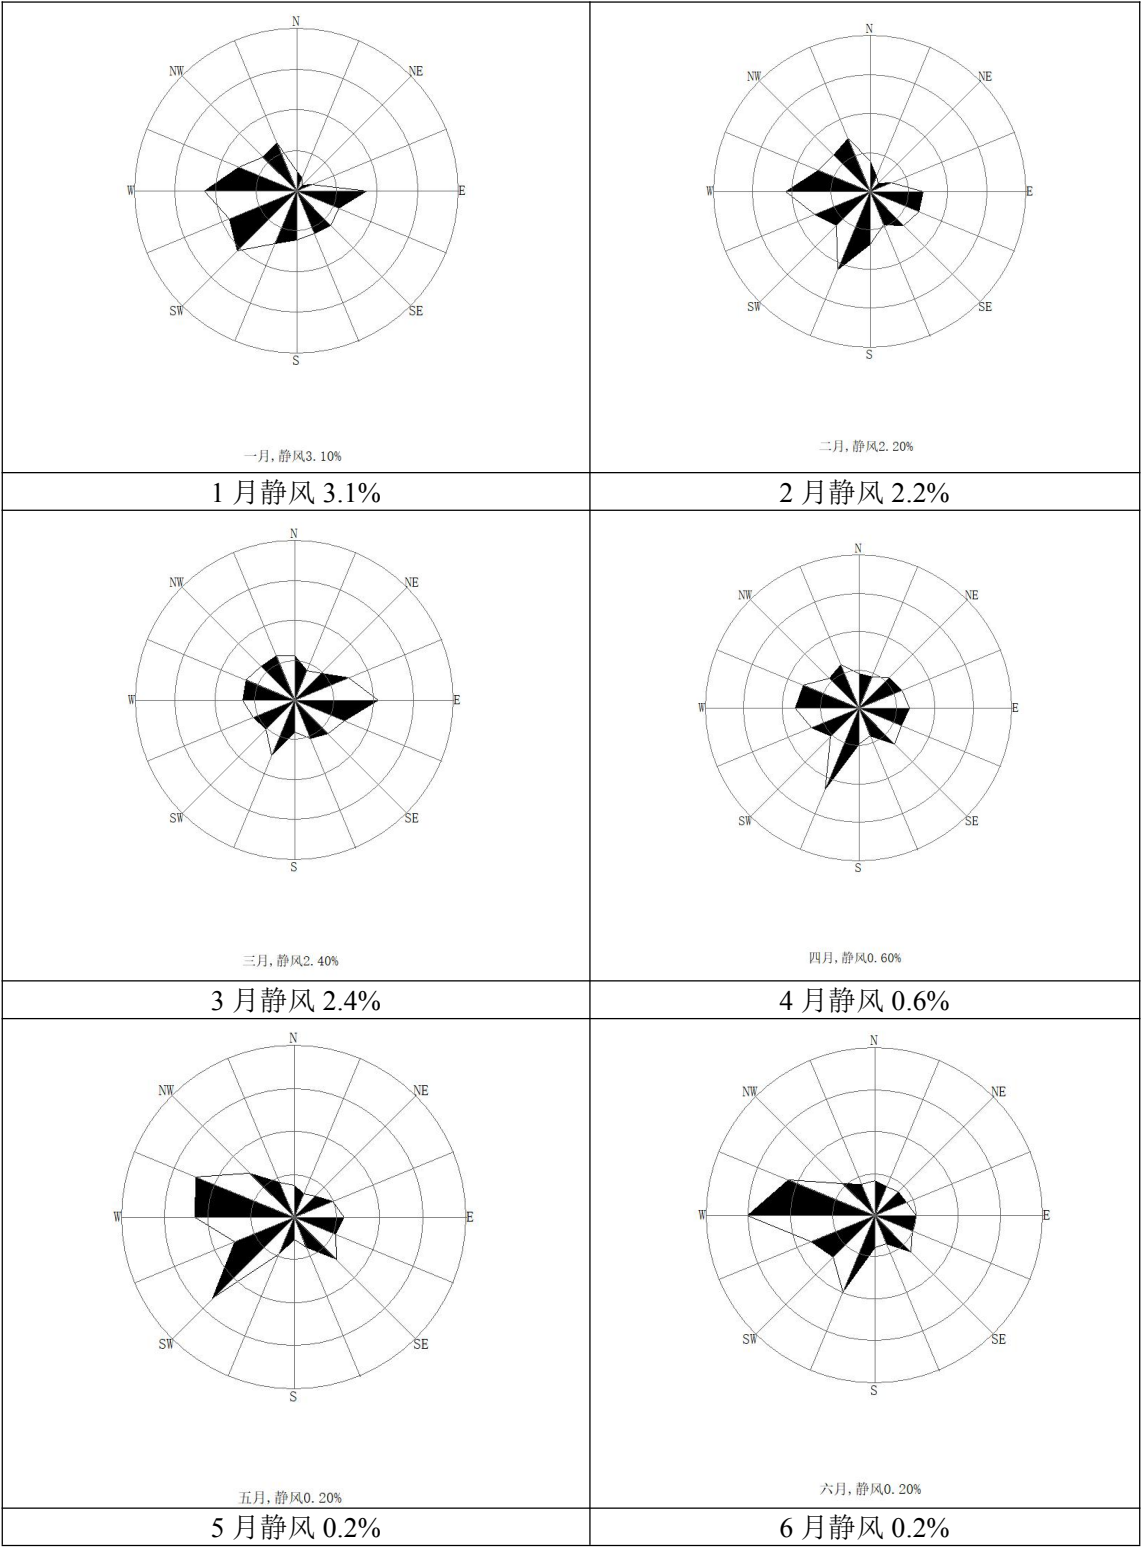 N
NW NE
W E
SW SE
S
一月,静风3.10%
N
NW NE
W E
SW SE
S
二月,静风2.20%
1 月静风 3.1%
2 月静风 2.2%
N
NW NE
W E
SW SE
S
三月,静风2.40%
N
NW NE
W E
SW SE
S
四月,静风0.60%
3 月静风 2.4%
4 月静风 0.6%
N
NW NE
W E
SW SE
S
五月,静风0.20%
N
NW NE
W E
SW SE
S
六月,静风0.20%
5 月静风 0.2%
6 月静风 0.2%